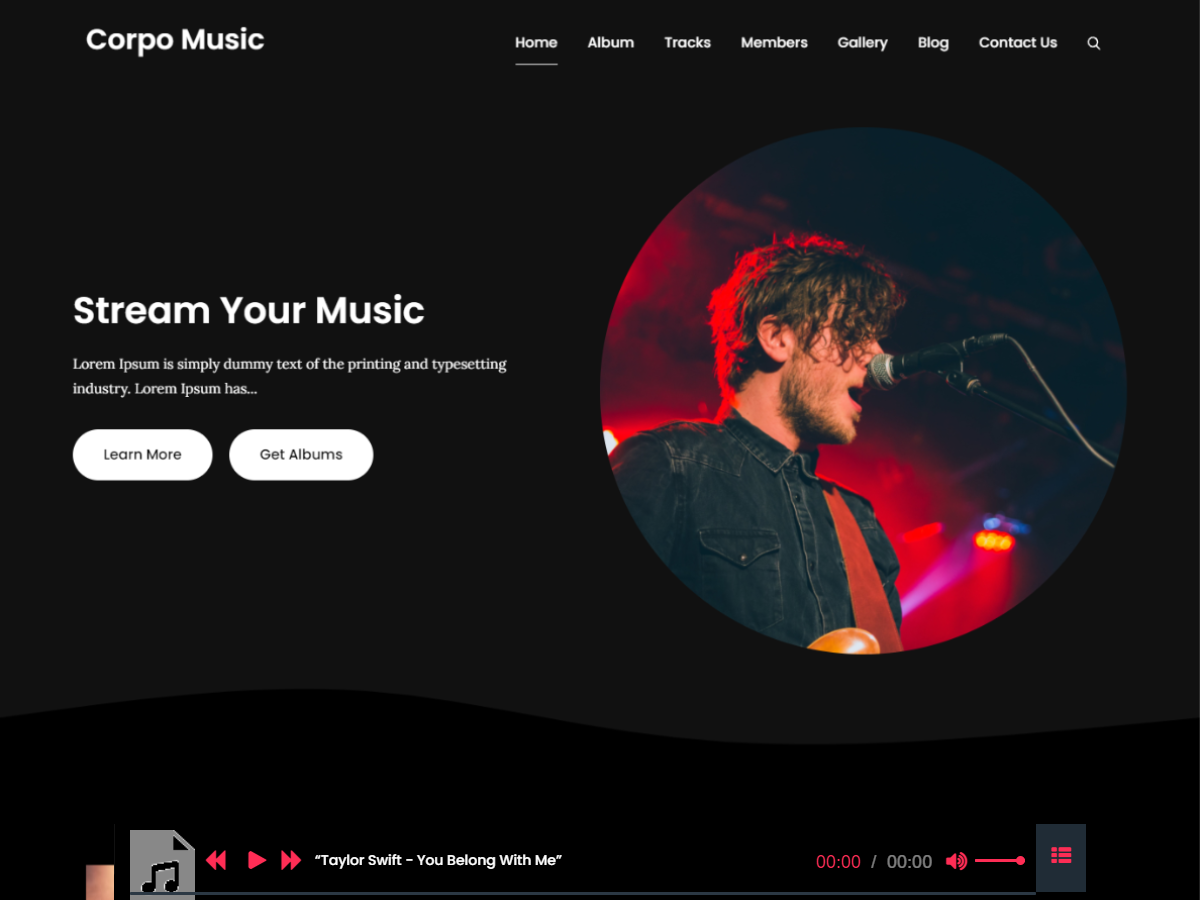 Corpo Music
Home Album Tracks Members Gallery Blog Contact Us
Stream Your Music
Lorem Ipsum is simply dummy text of the printing and typesetting
industry. Lorem Ipsum has...
Learn More Get Albums
“Taylor Swift - You Belong With Me” 00:00 / 00:00